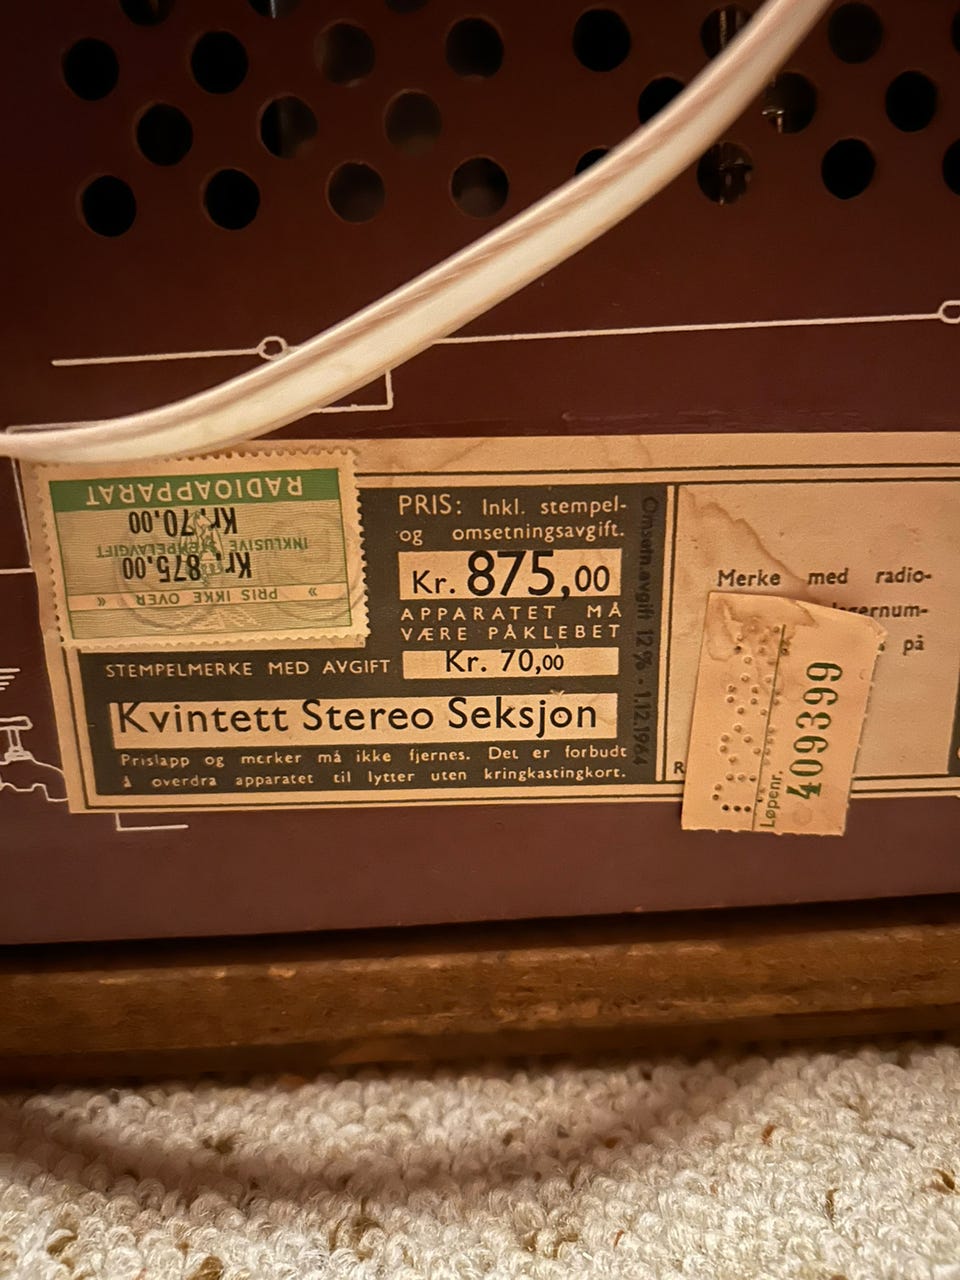 RADIOAPPARAT
Kr. 70.00
INKLUSIVE STEMPELAVGIFT
Kr. 875.00
» PRIS IKKE OVER »
PRIS: Inkl. stempel-
og omsetningsavgift.
Kr. 875,00
APPARATET MÅ
VÆRE PÅKLEBET
STEMPELMERKE MED AVGIFT Kr. 70,00
Kvintett Stereo Seksjon
Prislapp og merker må ikke fjernes. Det er forbudt
å overdra apparatet til lytter uten kringkastingkort.
Omsetn.avgift 12% - 1.12.1964
Merke med radio-
på
R
Løpenr.
409399